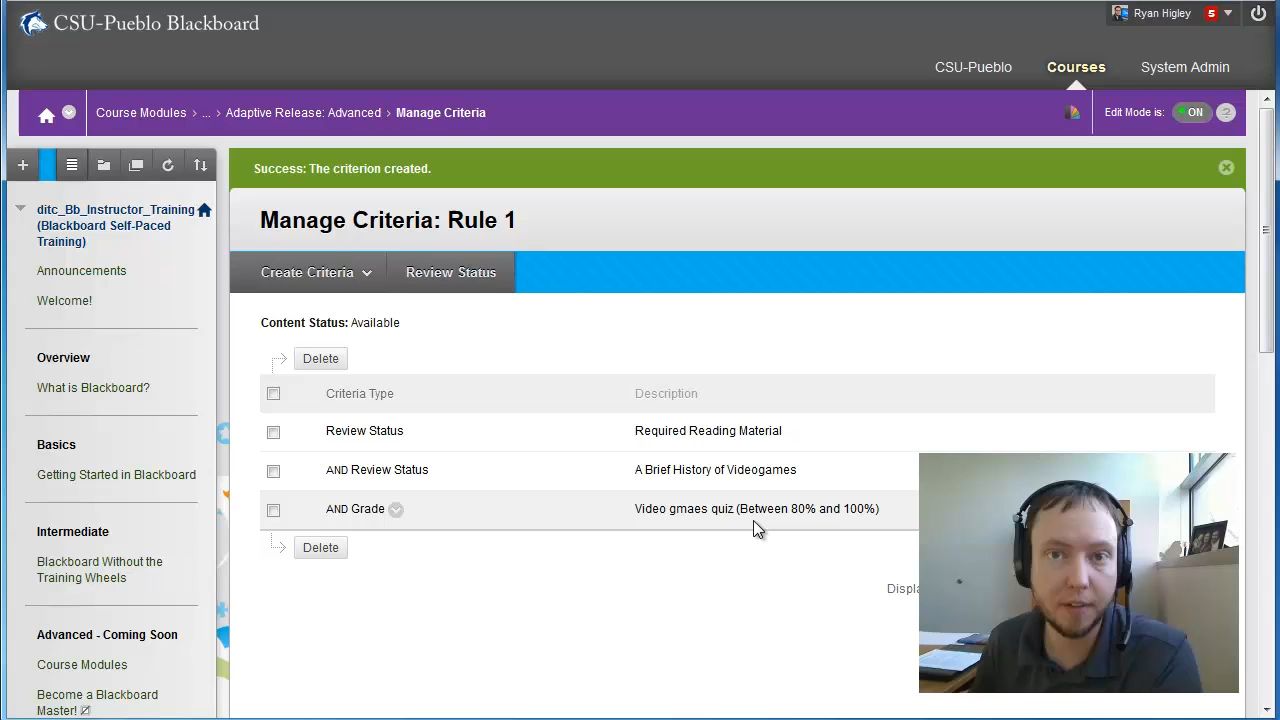 CSU-Pueblo Blackboard
Ryan Higley 5
CSU-Pueblo Courses System Admin
Course Modules > ... > Adaptive Release: Advanced > Manage Criteria
Edit Mode is: ON ?
Success: The criterion created.
ditc_Bb_Instructor_Training
(Blackboard Self-Paced
Training)
Announcements
Welcome!
Overview
What is Blackboard?
Basics
Getting Started in Blackboard
Intermediate
Blackboard Without the
Training Wheels
Advanced - Coming Soon
Course Modules
Become a Blackboard
Master!
Manage Criteria: Rule 1
Create Criteria Review Status
Content Status: Available
Delete
Criteria Type Description
Review Status Required Reading Material
AND Review Status A Brief History of Videogames
AND Grade Video gmaes quiz (Between 80% and 100%)
Delete